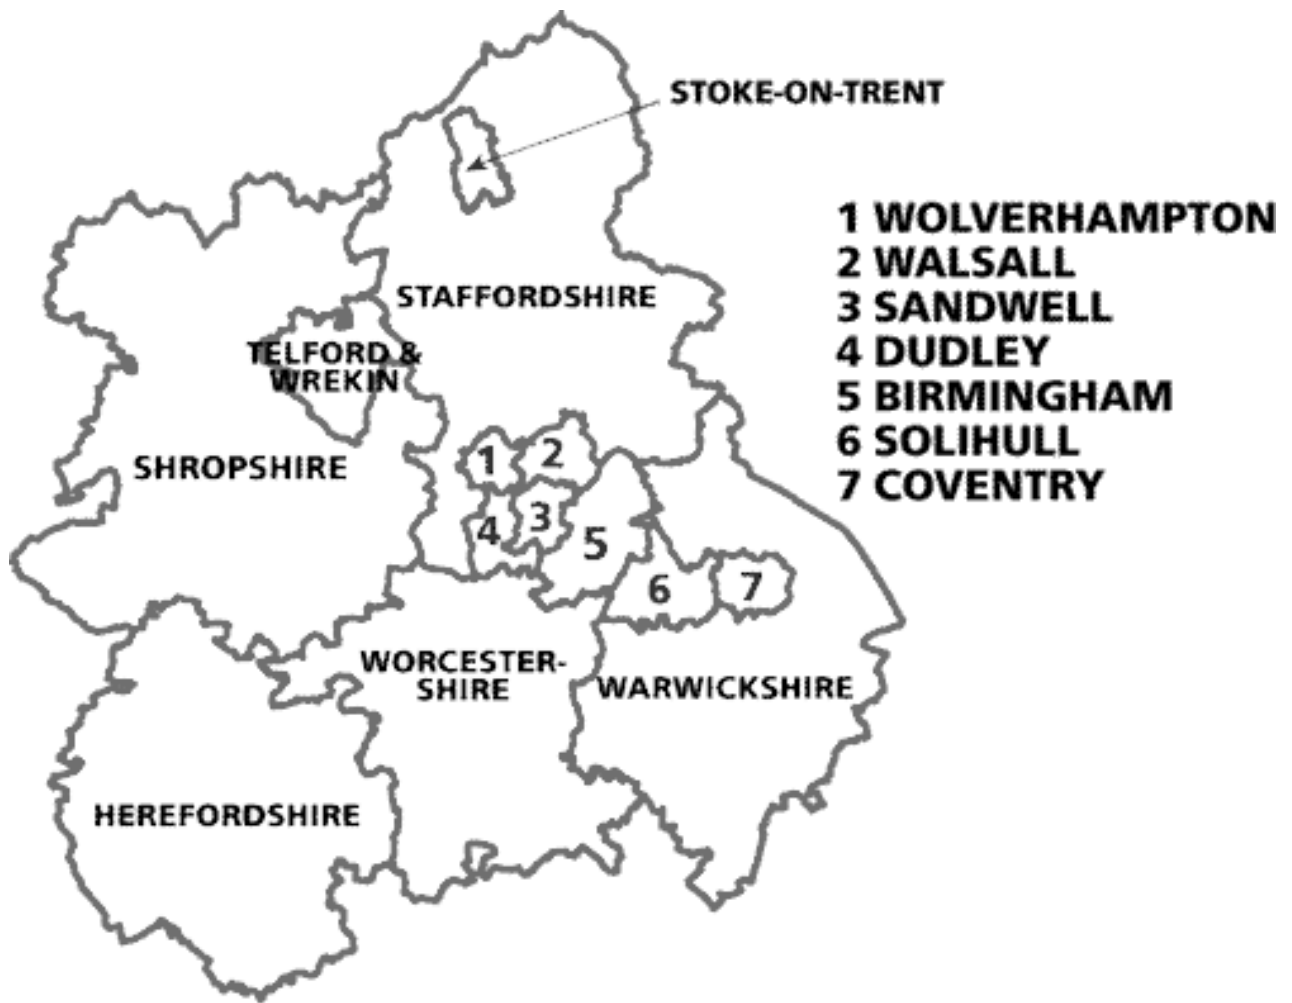 STOKE-ON-TRENT
1 WOLVERHAMPTON
2 WALSALL
3 SANDWELL
4 DUDLEY
5 BIRMINGHAM
6 SOLIHULL
7 COVENTRY
STAFFORDSHIRE
TELFORD &
WREKIN
SHROPSHIRE
1
2
3
4
5
6
7
WORCESTER-
SHIRE
WARWICKSHIRE
HEREFORDSHIRE